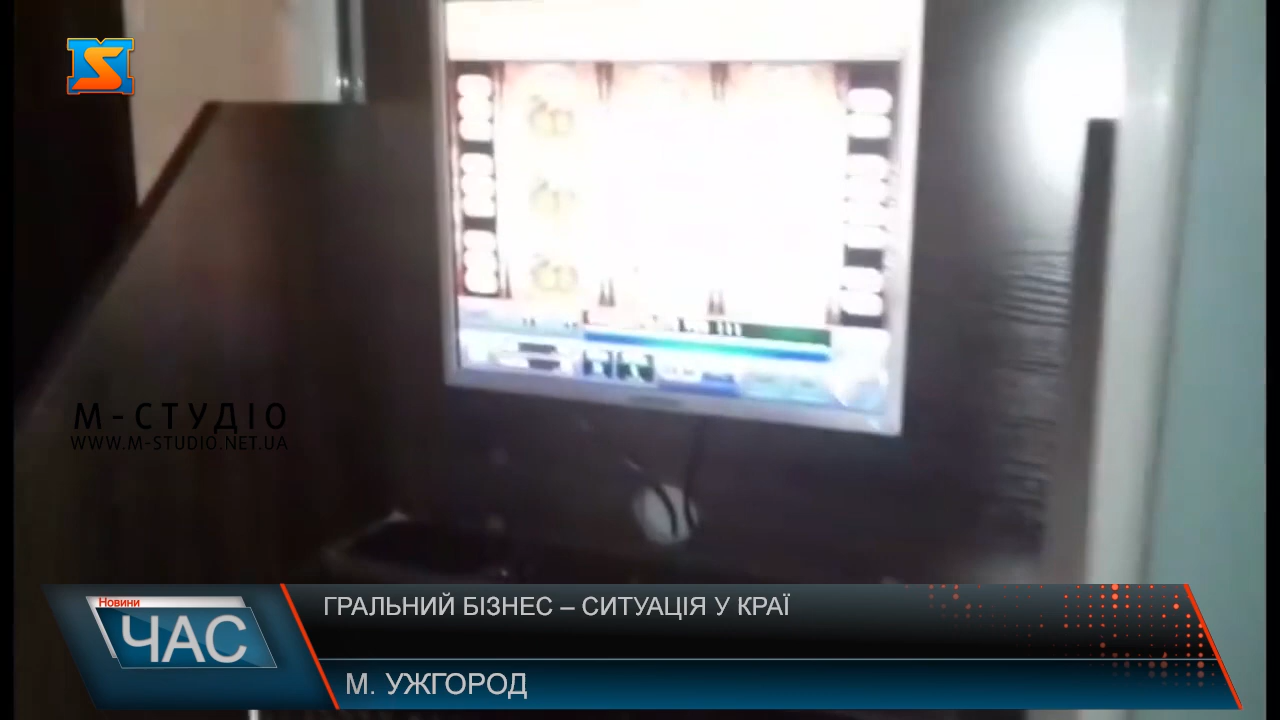 М-СТУДІО
WWW.M-STUDIO.NET.UA
Новини
ЧАС
ГРАЛЬНИЙ БІЗНЕС – СИТУАЦІЯ У КРАЇ
М. УЖГОРОД